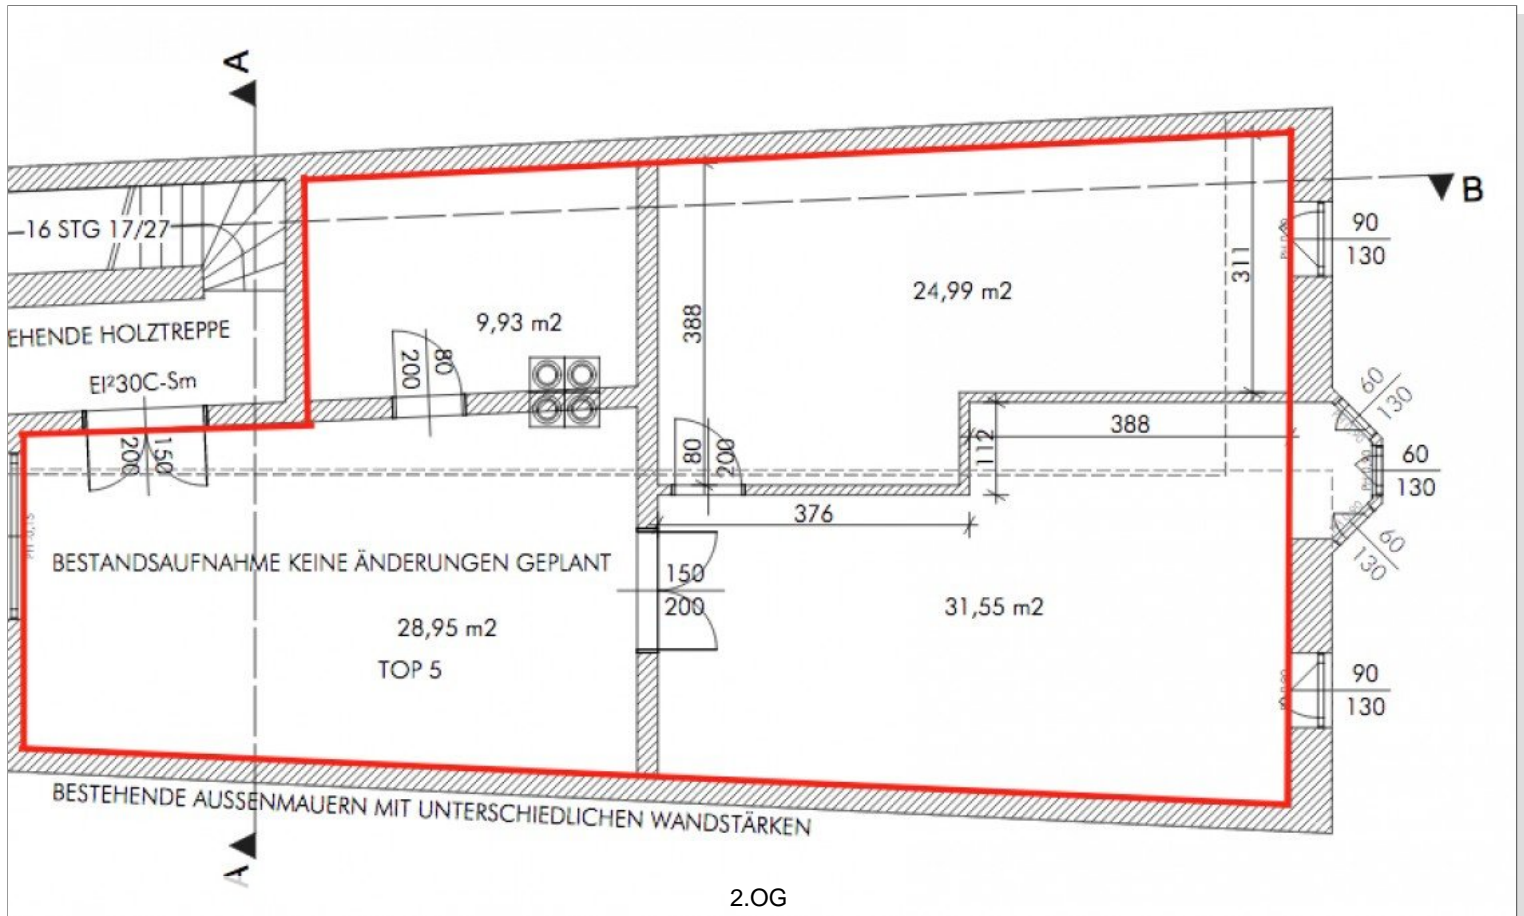 A
B
16 STG 17/27
90
130
311
24,99 m2
9,93 m2
388
EHENDE HOLZTREPPE
80
200
EI²30C-Sm
60
130
388
112
150
200
80
200
60
130
376
60
130
BESTANDSAUFNAHME KEINE ÄNDERUNGEN GEPLANT
150
200
31,55 m2
28,95 m2
TOP 5
90
130
BESTEHENDE AUSSENMAUERN MIT UNTERSCHIEDLICHEN WANDSTÄRKEN
A
2.OG